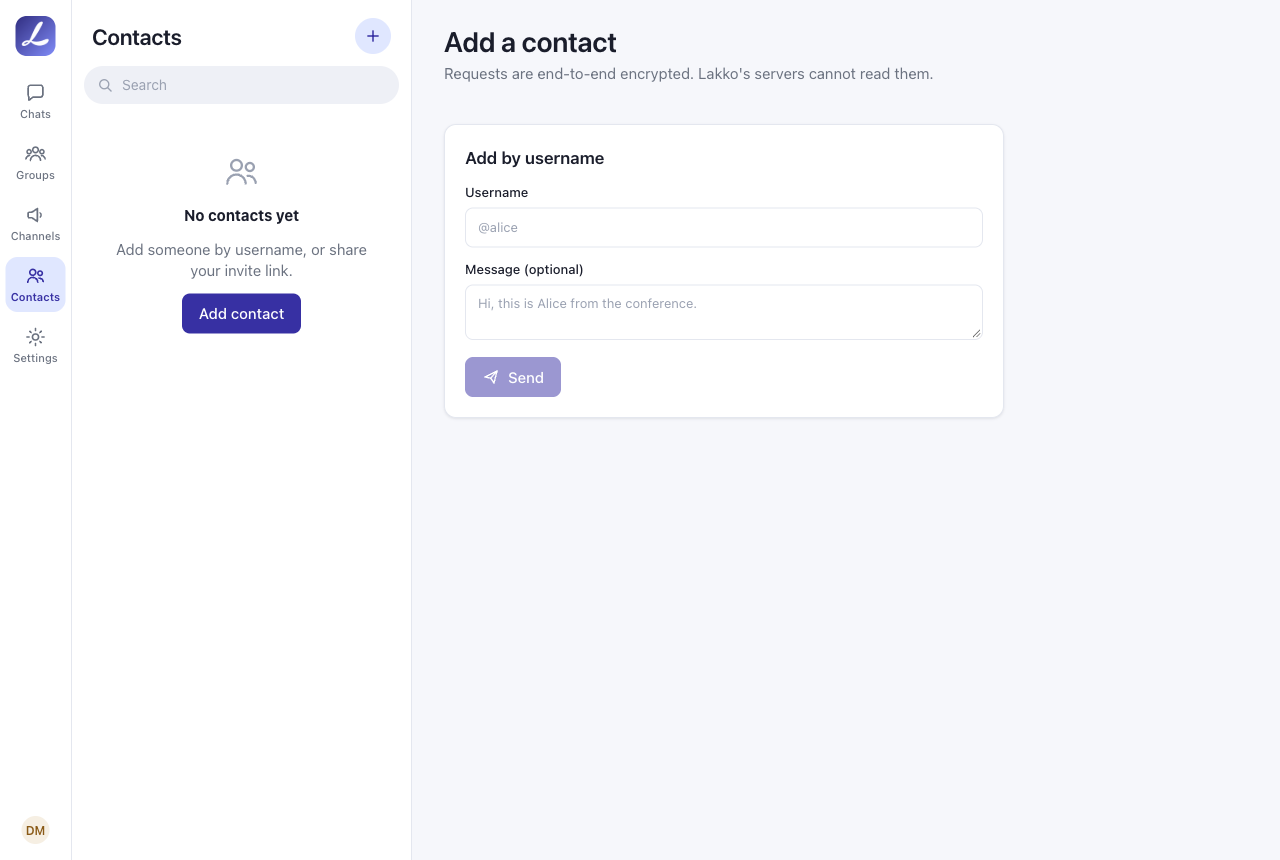 Chats
Groups
Channels
Contacts
Settings
DM
Contacts
Search
No contacts yet
Add someone by username, or share
your invite link.
Add contact
Add a contact
Requests are end-to-end encrypted. Lakko's servers cannot read them.
Add by username
Username
@alice
Message (optional)
Hi, this is Alice from the conference.
Send